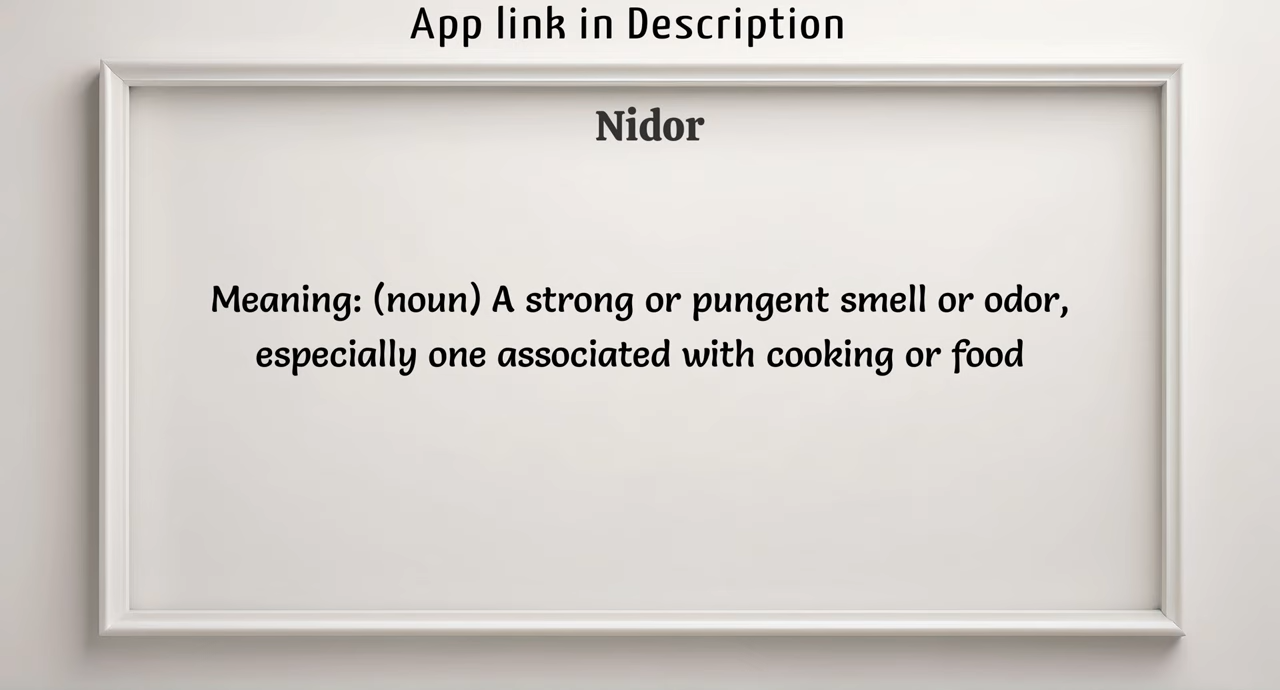 App link in Description
Nidor
Meaning: (noun) A strong or pungent smell or odor,
especially one associated with cooking or food